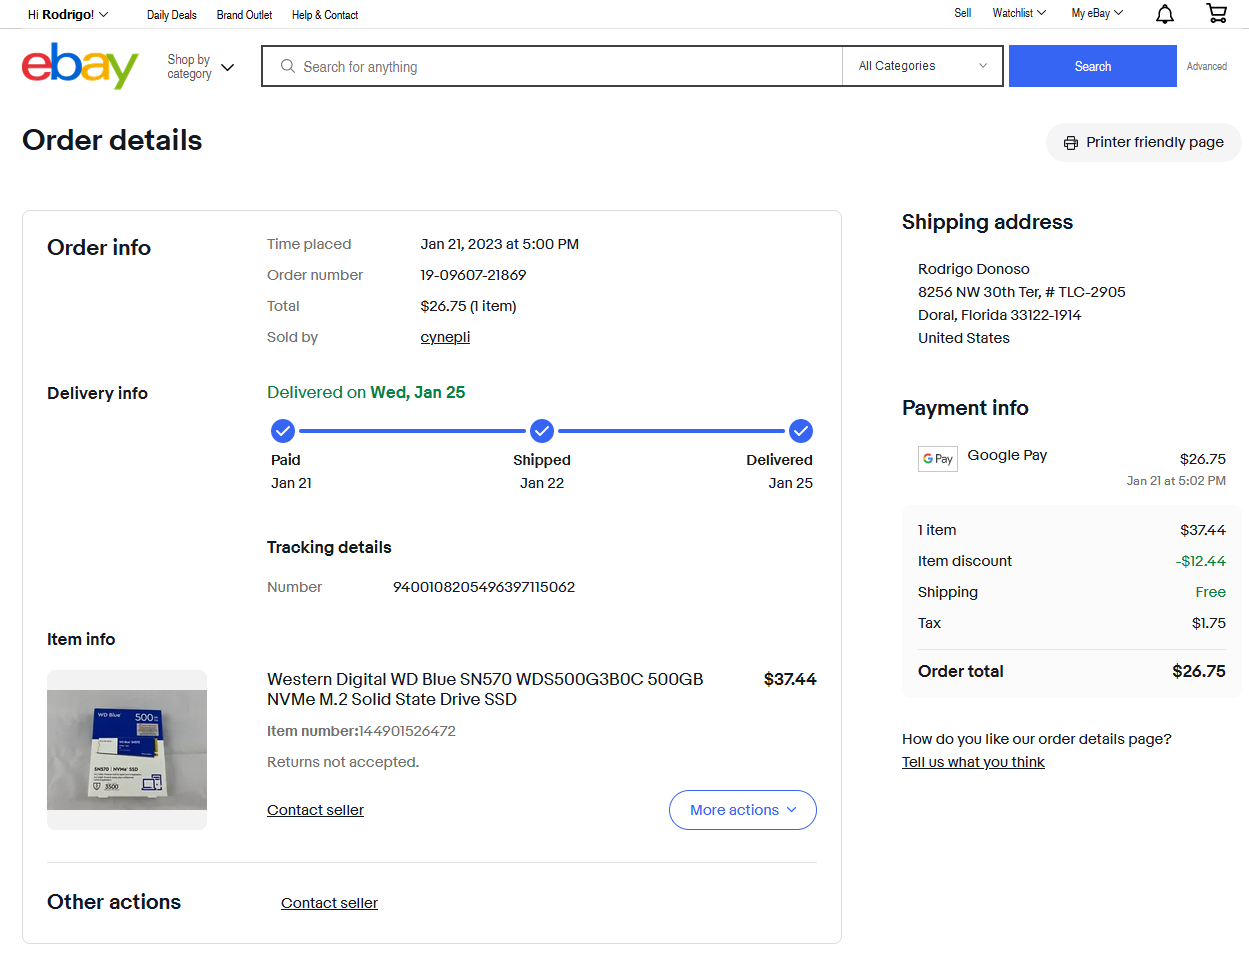 Hi Rodrigo!
Daily Deals
Brand Outlet
Help & Contact
Sell
Watchlist
My eBay
ebay
Shop by
category
Search for anything
All Categories
Search
Advanced
Order details
Printer friendly page
Order info
Time placed Jan 21, 2023 at 5:00 PM
Order number 19-09607-21869
Total $26.75 (1 item)
Sold by cynepli
Delivery info
Delivered on Wed, Jan 25
Paid Shipped Delivered
Jan 21 Jan 22 Jan 25
Tracking details
Number 9400108205496397115062
Item info
WD Blue
500
SN570 NVMe SSD
3500
Western Digital WD Blue SN570 WDS500G3B0C 500GB
NVMe M.2 Solid State Drive SSD
$37.44
Item number:144901526472
Returns not accepted.
Contact seller
More actions
Other actions
Contact seller
Shipping address
Rodrigo Donoso
8256 NW 30th Ter, # TLC-2905
Doral, Florida 33122-1914
United States
Payment info
G Pay Google Pay $26.75
Jan 21 at 5:02 PM
1 item $37.44
Item discount -$12.44
Shipping Free
Tax $1.75
Order total $26.75
How do you like our order details page?
Tell us what you think